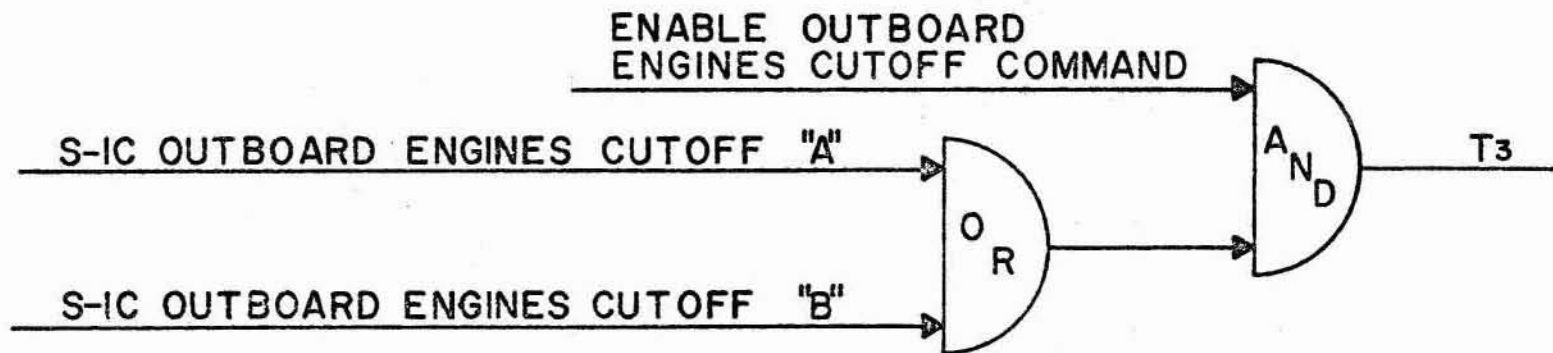 ENABLE OUTBOARD
ENGINES CUTOFF COMMAND
S-IC OUTBOARD ENGINES CUTOFF "A"
AND
T3
OR
S-IC OUTBOARD ENGINES CUTOFF "B"